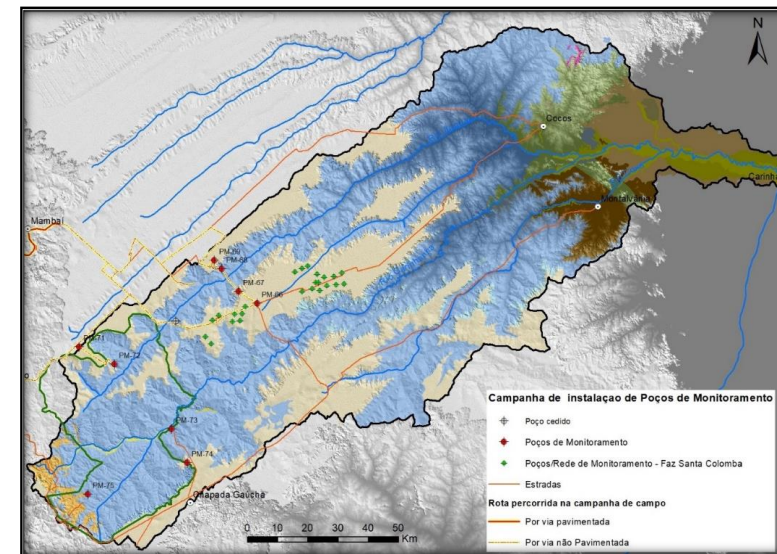 N
Cocos
Carinh
Montalvânia
Mambaí
PM-69
PM-68
PM-67
PM-66
PM-71
PM-72
PM-73
PM-74
PM-75
Chapada Gaúcha
0 10 20 30 40 50
Km
Campanha de instalaçao de Poços de Monitoramento
Poço cedido
Poços de Monitoramento
Poços/Rede de Monitoramento - Faz Santa Colomba
Estradas
Rota percorrida na campanha de campo
Por via pavimentada
Por via não Pavimentada